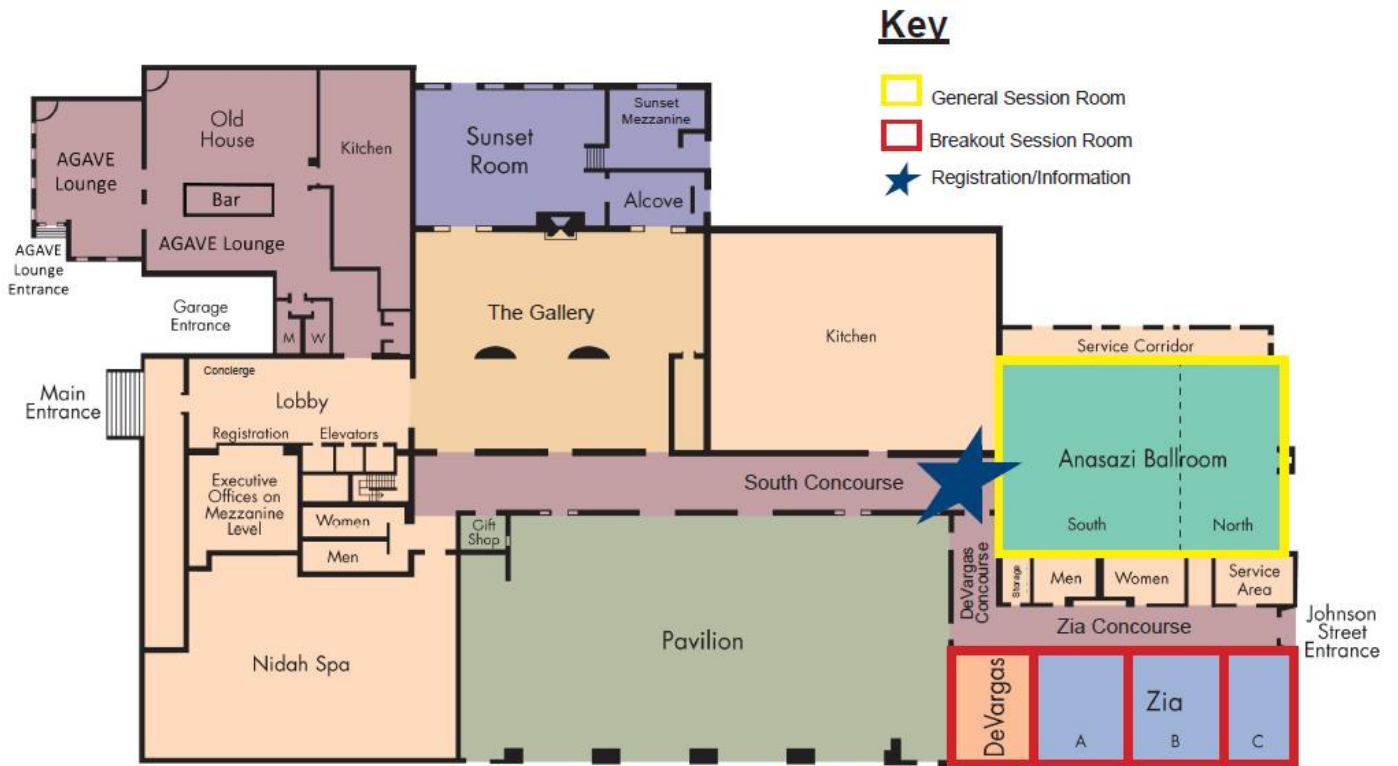 Key
General Session Room
Breakout Session Room
Registration/Information
Old
House
Kitchen
AGAVE
Lounge
Bar
AGAVE Lounge
AGAVE
Lounge
Entrance
Garage
Entrance
M
W
Sunset
Room
Sunset
Mezzanine
Alcove
The Gallery
Kitchen
Service Corridor
Main
Entrance
Concierge
Lobby
Registration
Elevators
Executive
Offices on
Mezzanine
Level
Women
Men
South Concourse
Gift
Shop
Anasazi Ballroom
South
North
DeVargas
Concourse
Storage
Men
Women
Service
Area
Zia Concourse
Johnson
Street
Entrance
Nidah Spa
Pavilion
DeVargas
Zia
A
B
C